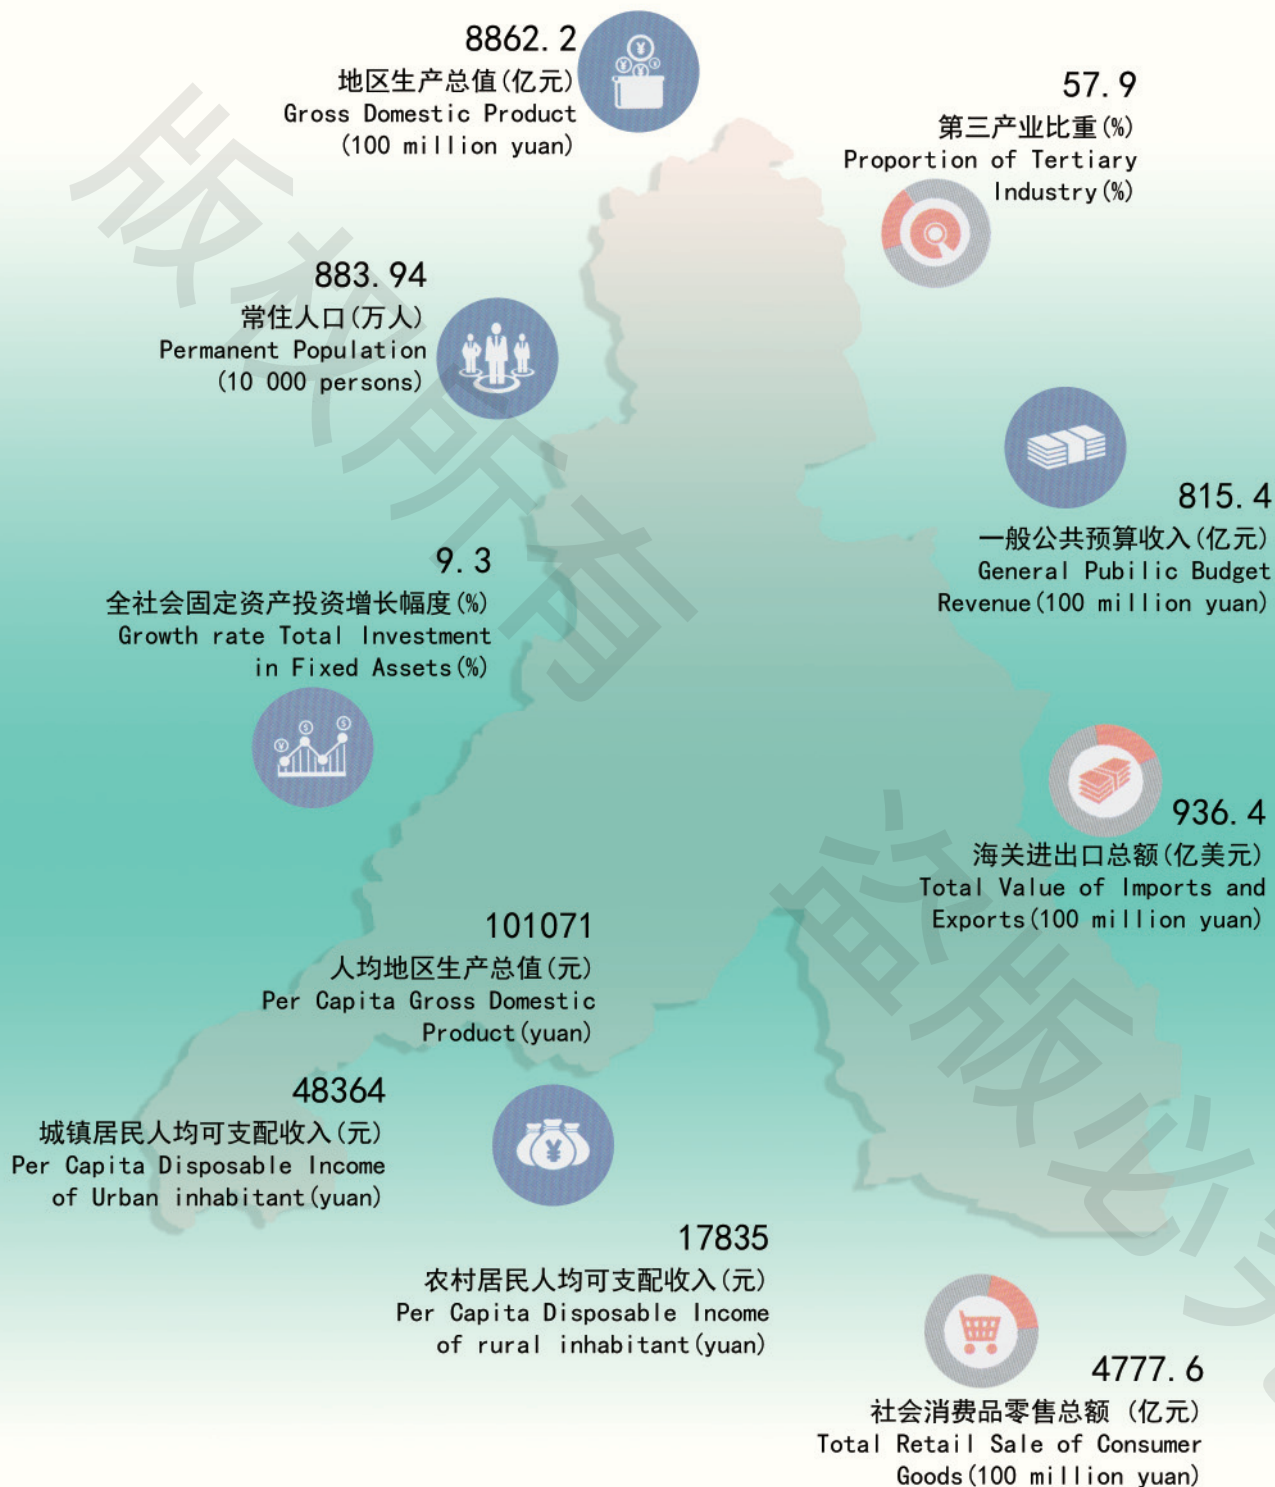 8862.2
地区生产总值(亿元)
Gross Domestic Product
(100 million yuan)
57.9
第三产业比重(%)
Proportion of Tertiary
Industry(%)
883.94
常住人口(万人)
Permanent Population
(10 000 persons)
815.4
一般公共预算收入(亿元)
General Pubilic Budget
Revenue(100 million yuan)
9.3
全社会固定资产投资增长幅度(%)
Growth rate Total Investment
in Fixed Assets(%)
936.4
海关进出口总额(亿美元)
Total Value of Imports and
Exports(100 million yuan)
101071
人均地区生产总值(元)
Per Capita Gross Domestic
Product(yuan)
48364
城镇居民人均可支配收入(元)
Per Capita Disposable Income
of Urban inhabitant(yuan)
17835
农村居民人均可支配收入(元)
Per Capita Disposable Income
of rural inhabitant(yuan)
4777.6
社会消费品零售总额 (亿元)
Total Retail Sale of Consumer
Goods(100 million yuan)
版权所有
盗版必